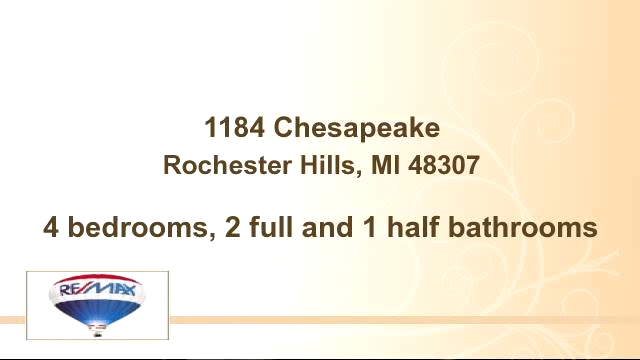 1184 Chesapeake
Rochester Hills, MI 48307
4 bedrooms, 2 full and 1 half bathrooms
RE/MAX